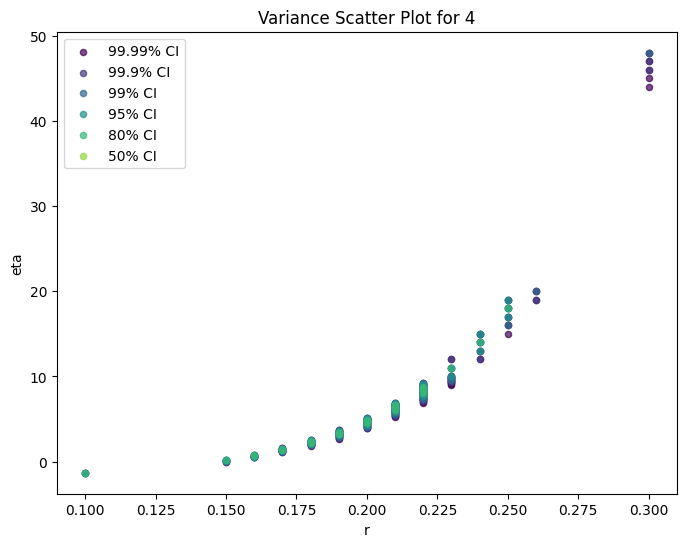 Variance Scatter Plot for 4
99.99% CI
99.9% CI
99% CI
95% CI
80% CI
50% CI
eta
50
40
30
20
10
0
0.100 0.125 0.150 0.175 0.200 0.225 0.250 0.275 0.300
r